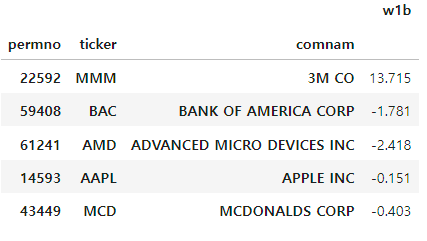 w1b
permno ticker comnam
22592 MMM 3M CO 13.715
59408 BAC BANK OF AMERICA CORP -1.781
61241 AMD ADVANCED MICRO DEVICES INC -2.418
14593 AAPL APPLE INC -0.151
43449 MCD MCDONALDS CORP -0.403